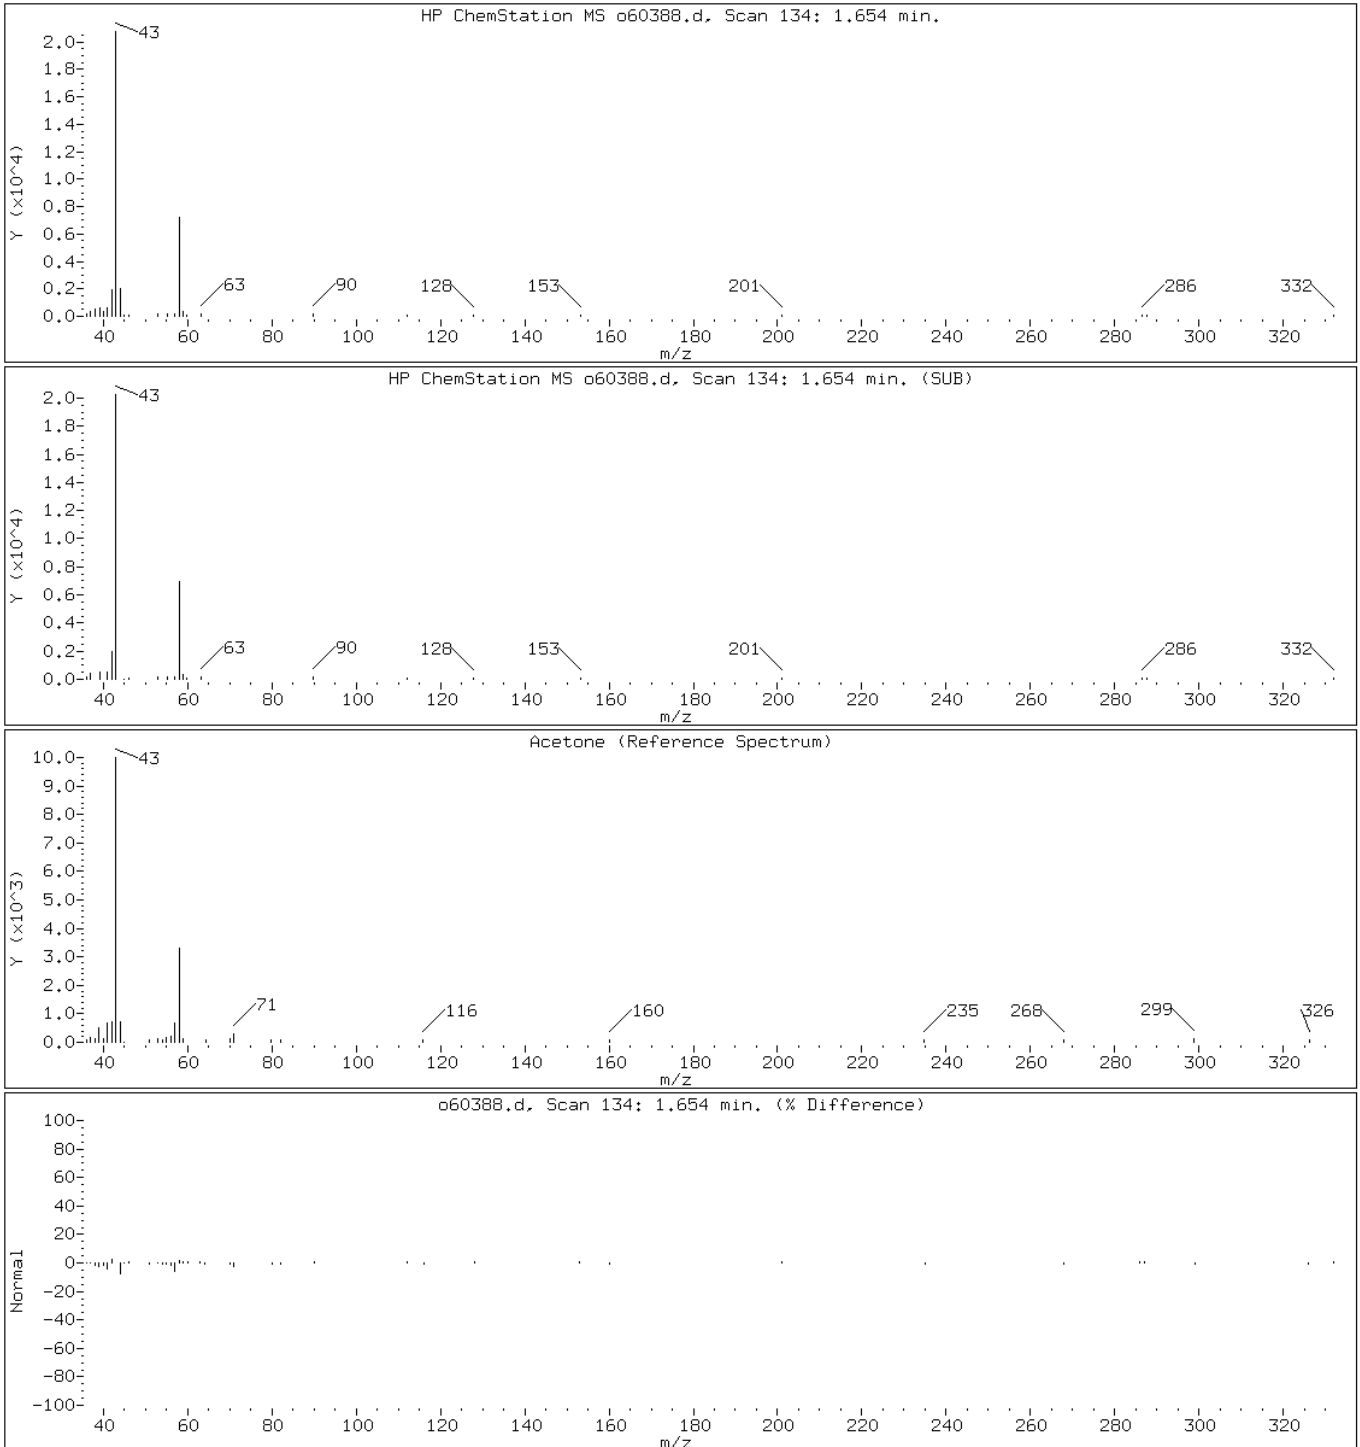 HP ChemStation MS o60388.d, Scan 134: 1.654 min.
43
2.0
1.8
1.6
1.4
1.2
1.0
0.8
0.6
0.4
0.2
0.0
Y (x10^4)
63 90 128 153 201 286 332
40 60 80 100 120 140 160 180 200 220 240 260 280 300 320
m/z
HP ChemStation MS o60388.d, Scan 134: 1.654 min. (SUB)
43
2.0
1.8
1.6
1.4
1.2
1.0
0.8
0.6
0.4
0.2
0.0
Y (x10^4)
63 90 128 153 201 286 332
40 60 80 100 120 140 160 180 200 220 240 260 280 300 320
m/z
Acetone (Reference Spectrum)
43
10.0
9.0
8.0
7.0
6.0
5.0
4.0
3.0
2.0
1.0
0.0
Y (x10^3)
71 116 160 235 268 299 326
40 60 80 100 120 140 160 180 200 220 240 260 280 300 320
m/z
o60388.d, Scan 134: 1.654 min. (% Difference)
100
80
60
40
20
0
-20
-40
-60
-80
-100
Normal
40 60 80 100 120 140 160 180 200 220 240 260 280 300 320
m/z